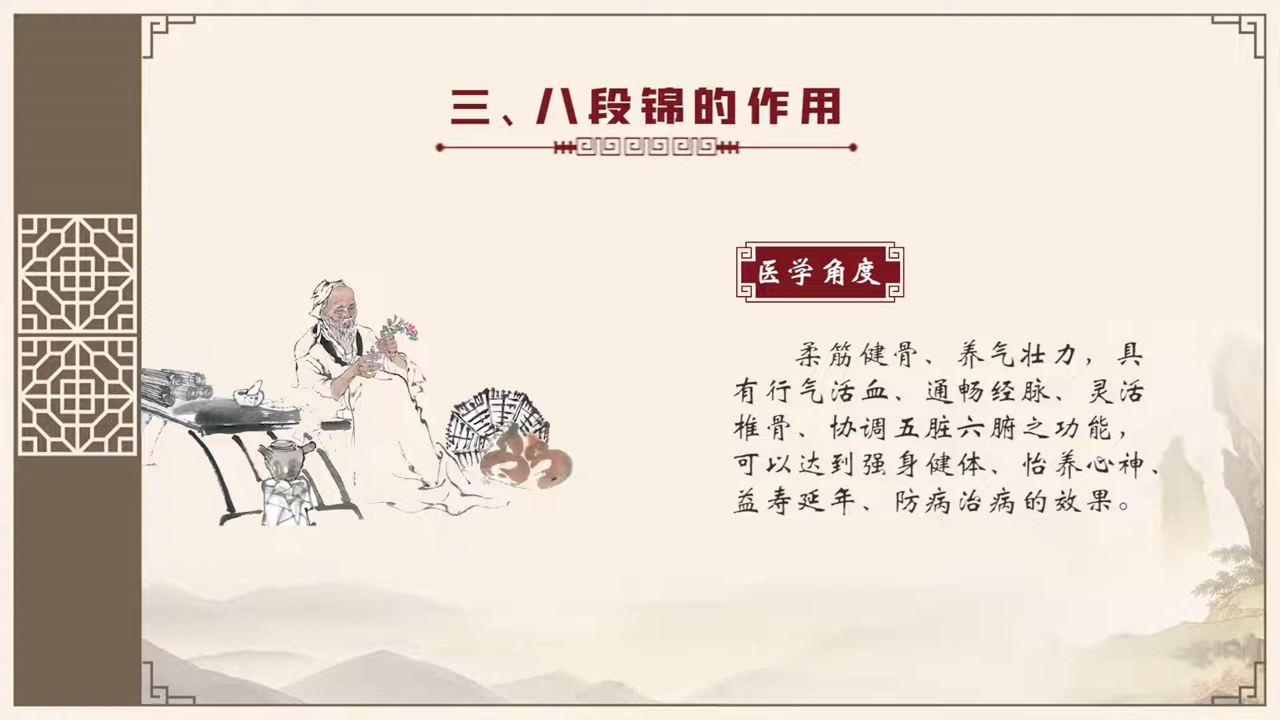 三、八段锦的作用
医学角度
柔筋健骨、养气壮力，具
有行气活血、通畅经脉、灵活
椎骨、协调五脏六腑之功能，
可以达到强身健体、怡养心神、
益寿延年、防病治病的效果。